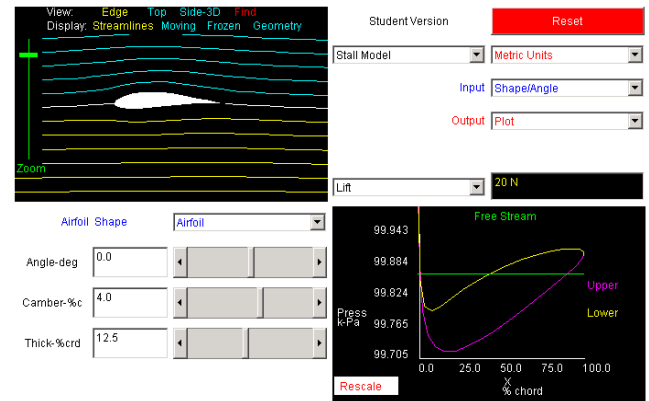 View: Edge Top Side-3D Find
Display: Streamlines Moving Frozen Geometry
Zoom
Student Version
Reset
Stall Model
Metric Units
Input
Shape/Angle
Output
Plot
Lift
20 N
Airfoil Shape
Airfoil
Angle-deg
0.0
Camber-%c
4.0
Thick-%crd
12.5
Free Stream
99.943
99.884
99.824
Press
k-Pa
99.765
99.705
Upper
Lower
0.0 25.0 50.0 75.0 100.0
X
% chord
Rescale